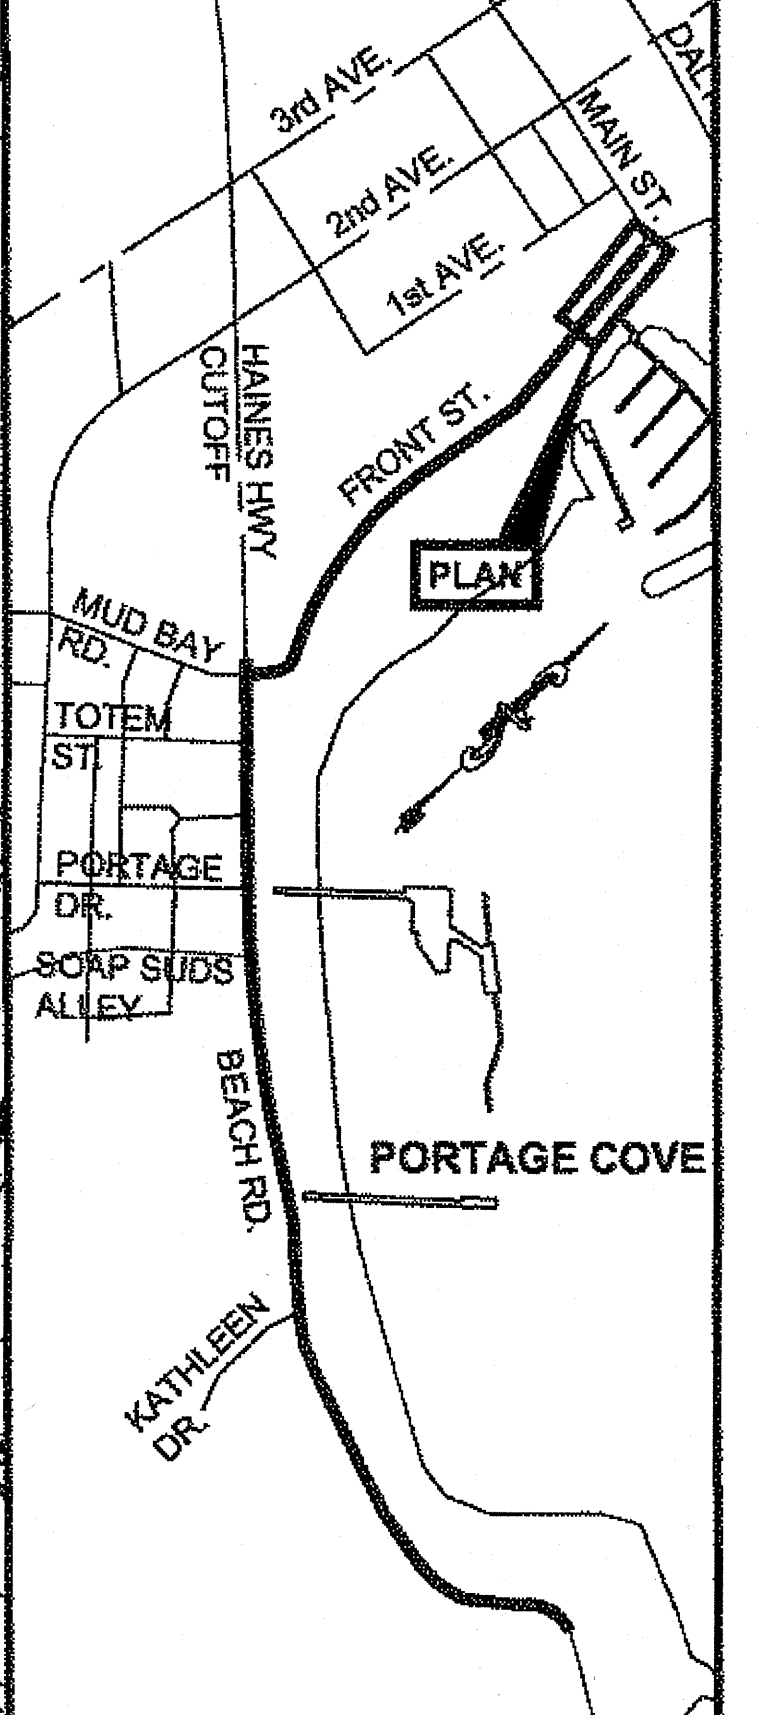 DAL
3rd AVE.
MAIN ST.
2nd AVE.
1st AVE.
HAINES HWY
CUTOFF
FRONT ST.
PLAN
MUD BAY
RD.
TOTEM
ST.
PORTAGE
DR.
SOAP SUDS
ALLEY
BEACH RD.
PORTAGE COVE
KATHLEEN
DR.